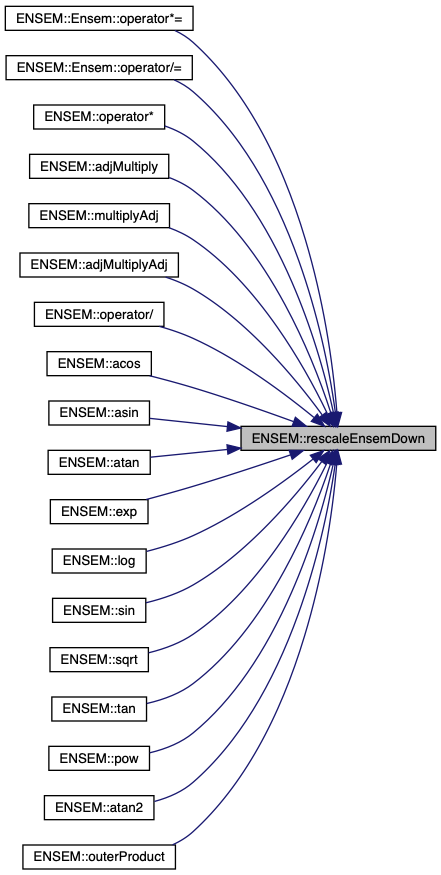 ENSEM::Ensem::operator*=
ENSEM::Ensem::operator/=
ENSEM::operator*
ENSEM::adjMultiply
ENSEM::multiplyAdj
ENSEM::adjMultiplyAdj
ENSEM::operator/
ENSEM::acos
ENSEM::asin
ENSEM::rescaleEnsemDown
ENSEM::atan
ENSEM::exp
ENSEM::log
ENSEM::sin
ENSEM::sqrt
ENSEM::tan
ENSEM::pow
ENSEM::atan2
ENSEM::outerProduct